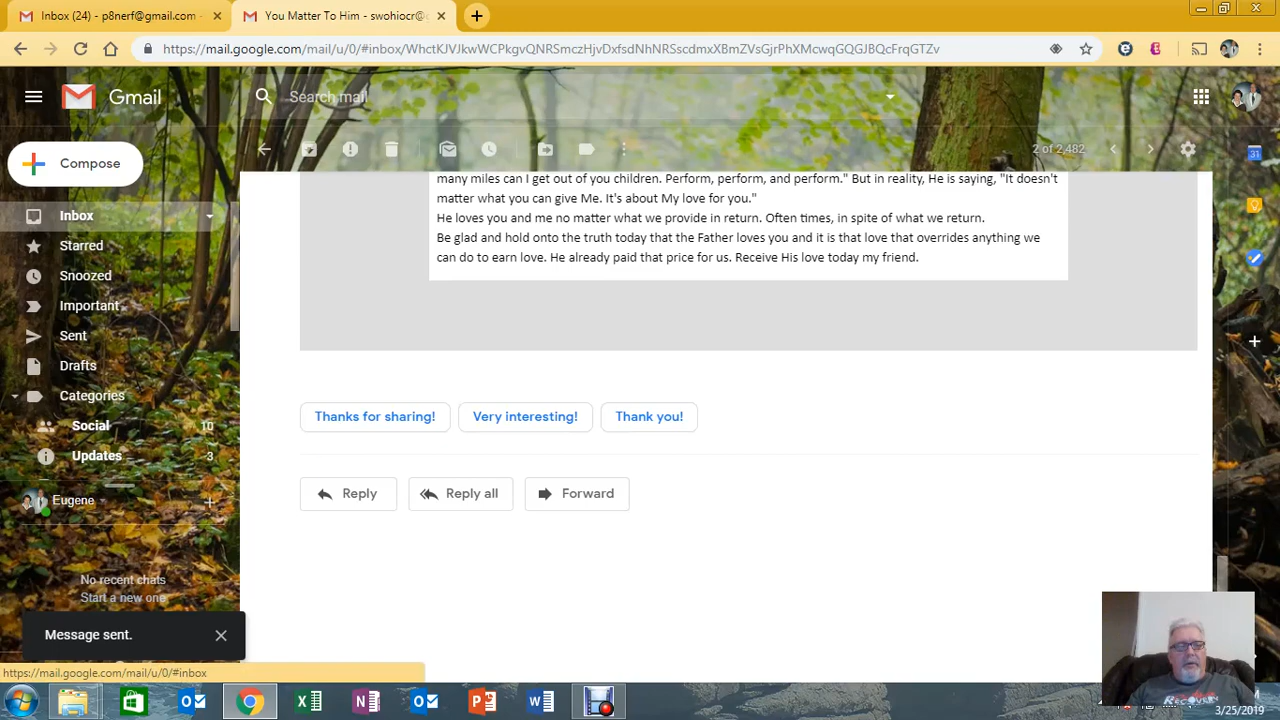 Inbox (24) - p8nerf@gmail.com - 
You Matter To Him - swohiocr@
https://mail.google.com/mail/u/0/#inbox/WhctKJVJkwWCPkgvQNRSmczHjvDxfsdNhNRSscdmxXBmZVsGjrPhXMcwqGQGJBQcFrqGTZv
Gmail
Search mail
Compose
2 of 2,482
Inbox
Starred
Snoozed
Important
Sent
Drafts
Categories
Social 10
Updates 3
Eugene
No recent chats
Start a new one
many miles can I get out of you children. Perform, perform, and perform." But in reality, He is saying, "It doesn't
matter what you can give Me. It's about My love for you."
He loves you and me no matter what we provide in return. Often times, in spite of what we return.
Be glad and hold onto the truth today that the Father loves you and it is that love that overrides anything we
can do to earn love. He already paid that price for us. Receive His love today my friend.
Thanks for sharing!
Very interesting!
Thank you!
Reply
Reply all
Forward
31
Message sent.
https://mail.google.com/mail/u/0/#inbox
3/25/2019